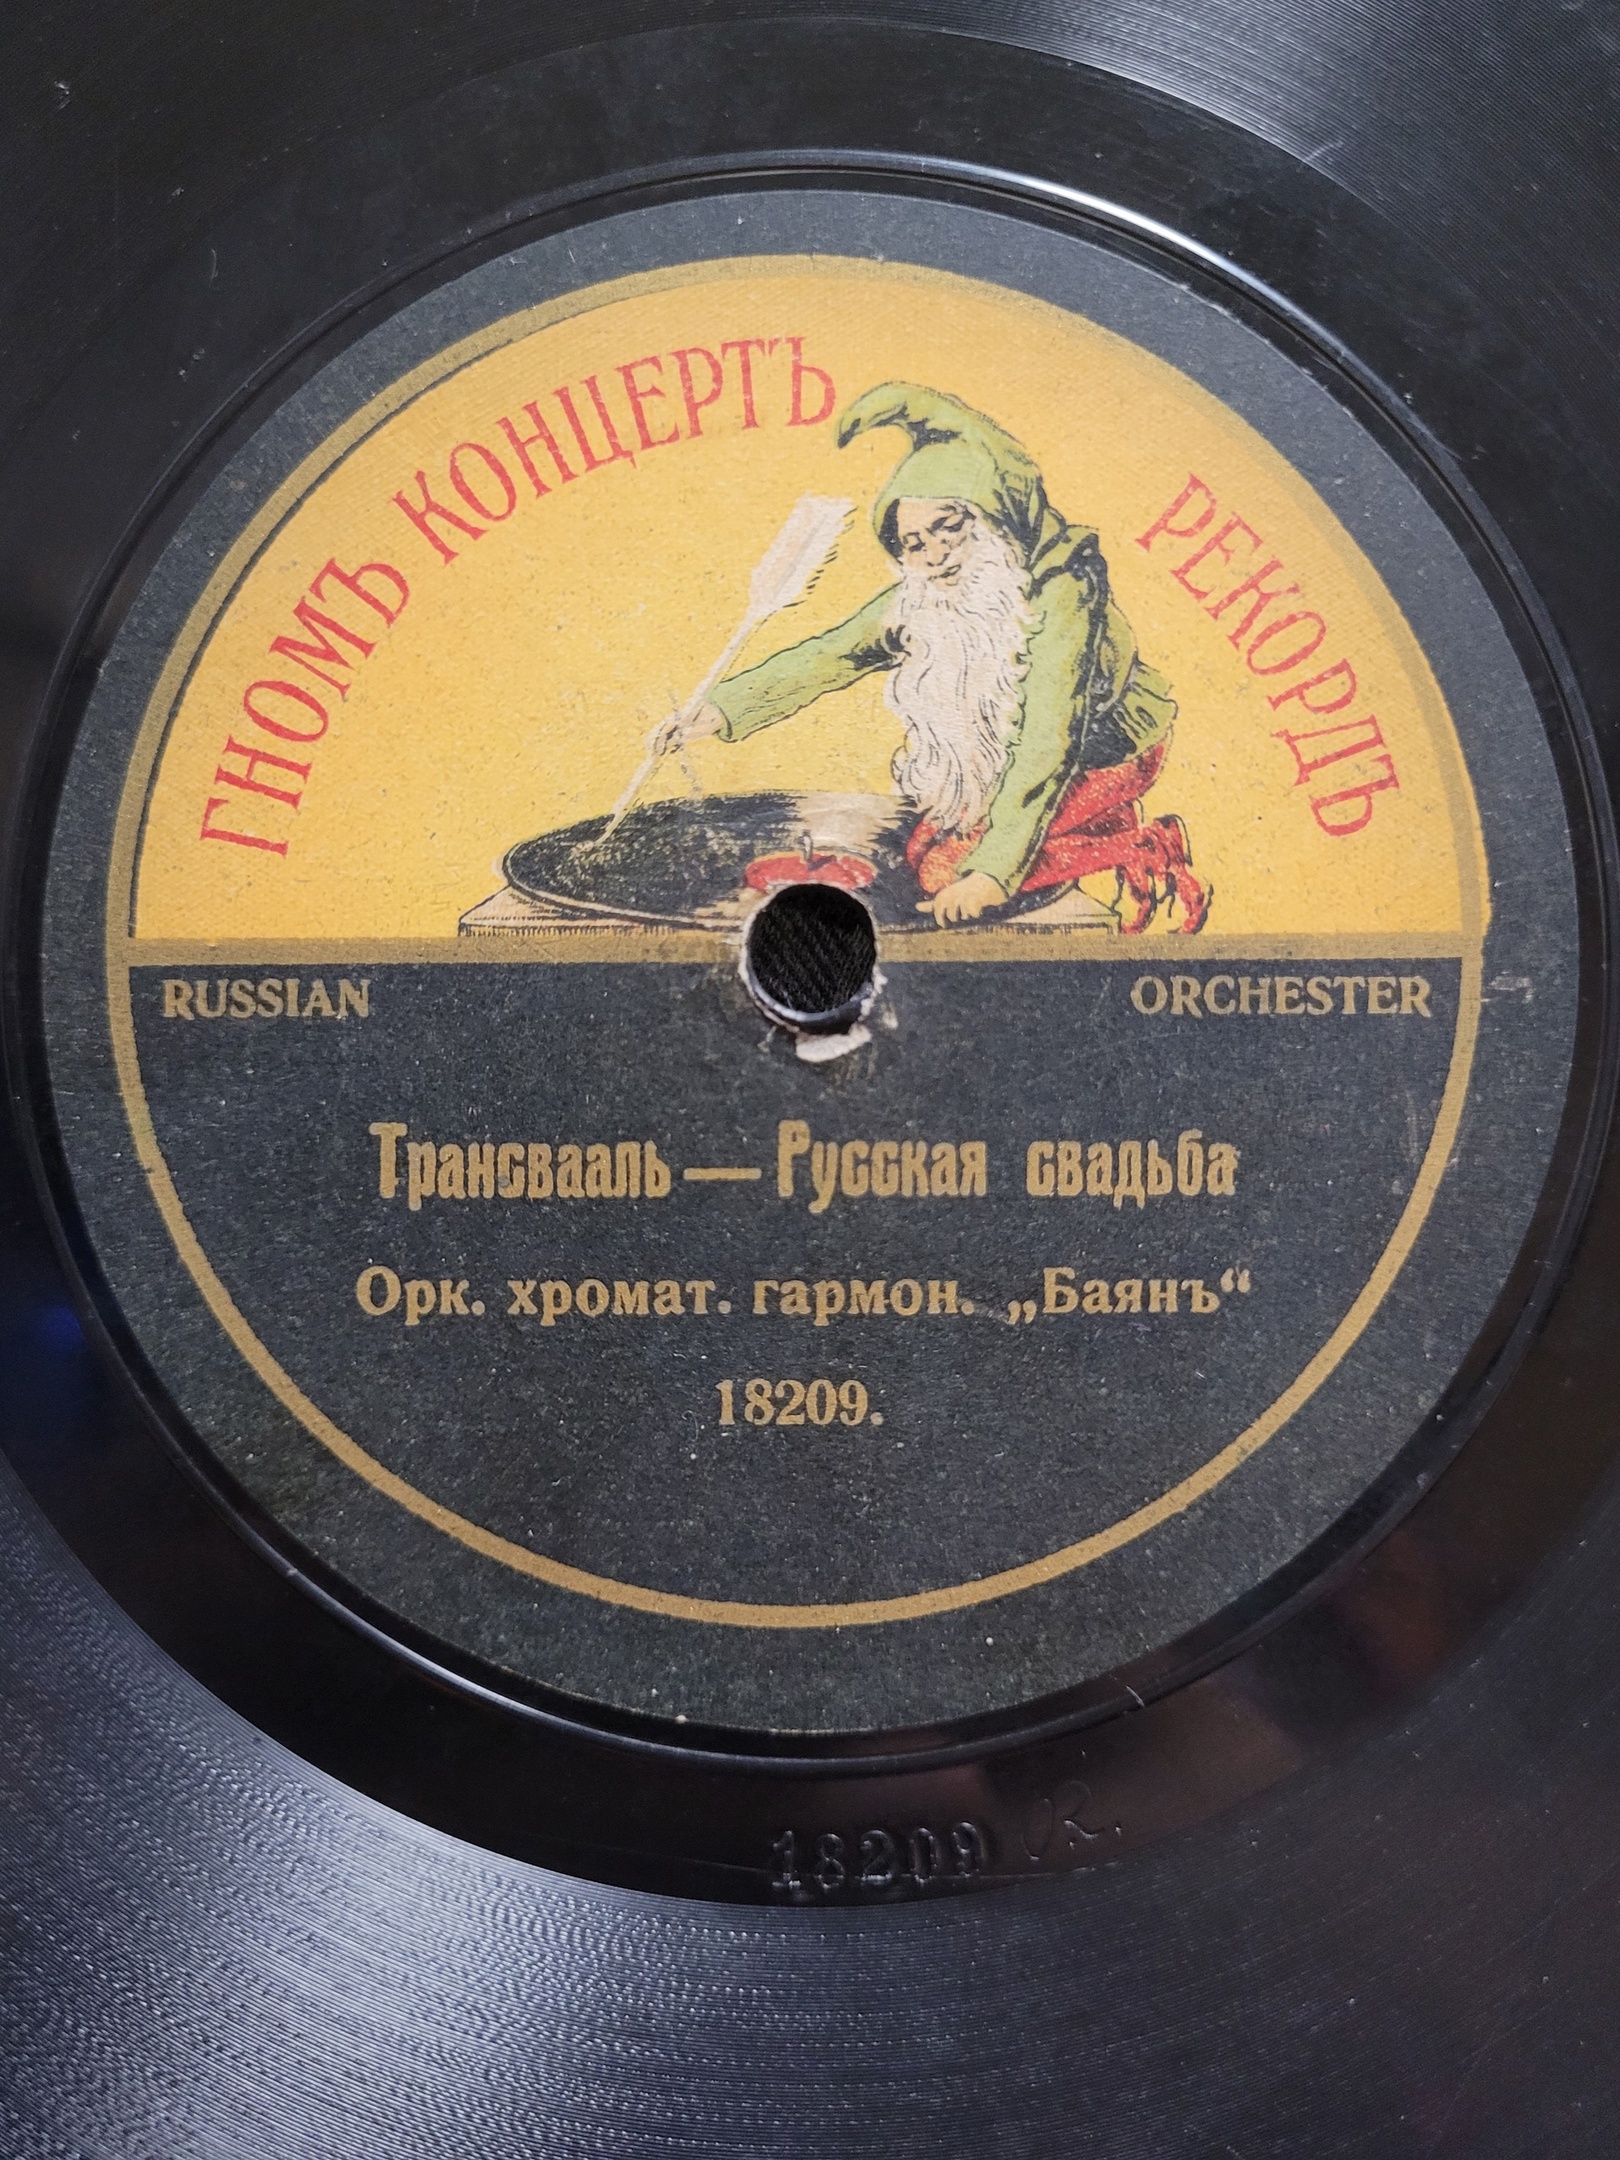 ГНОМЪ КОНЦЕРТЪ РЕКОРДЪ
RUSSIAN ORCHESTER
Трансвааль — Русская свадьба
Орк. хромат. гармон. „Баянъ“
18209.
18209 R.